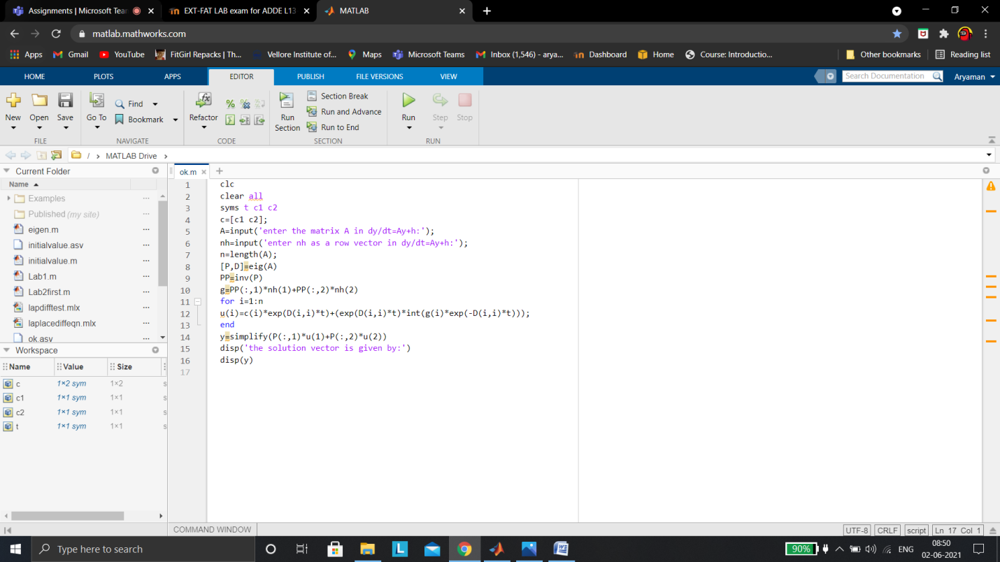 Assignments | Microsoft Tea
EXT-FAT LAB exam for ADDE L13
MATLAB
matlab.mathworks.com
Apps
Gmail
YouTube
FitGirl Repacks | Th...
Vellore Institute of...
Maps
Microsoft Teams
Inbox (1,546) - arya...
Dashboard
Home
Course: Introductio...
Other bookmarks
Reading list
HOME PLOTS APPS EDITOR PUBLISH FILE VERSIONS VIEW
Search Documentation
Aryaman
New Open Save
FILE
Go To
Find
Bookmark
NAVIGATE
Refactor
CODE
Run Section
Section Break
Run and Advance
Run to End
SECTION
Run Step Stop
RUN
/ › MATLAB Drive ›
Current Folder
Name
Examples
Published (my site)
eigen.m
initialvalue.asv
initialvalue.m
Lab1.m
Lab2first.m
lapdifftest.mlx
laplacediffeqn.mlx
ok.asv
Workspace
Name Value Size
c 1×2 sym 1×2 s
c1 1×1 sym 1×1 s
c2 1×1 sym 1×1 s
t 1×1 sym 1×1 s
ok.m
1 clc
2 clear all
3 syms t c1 c2
4 c=[c1 c2];
5 A=input('enter the matrix A in dy/dt=Ay+h:');
6 nh=input('enter nh as a row vector in dy/dt=Ay+h:');
7 n=length(A);
8 [P,D]=eig(A)
9 PP=inv(P)
10 g=PP(:,1)*nh(1)+PP(:,2)*nh(2)
11 for i=1:n
12 u(i)=c(i)*exp(D(i,i)*t)+(exp(D(i,i)*t)*int(g(i)*exp(-D(i,i)*t)));
13 end
14 y=simplify(P(:,1)*u(1)+P(:,2)*u(2))
15 disp('the solution vector is given by:')
16 disp(y)
17
COMMAND WINDOW
UTF-8 CRLF script Ln 17 Col 1
Type here to search
90%
ENG
08:50
02-06-2021